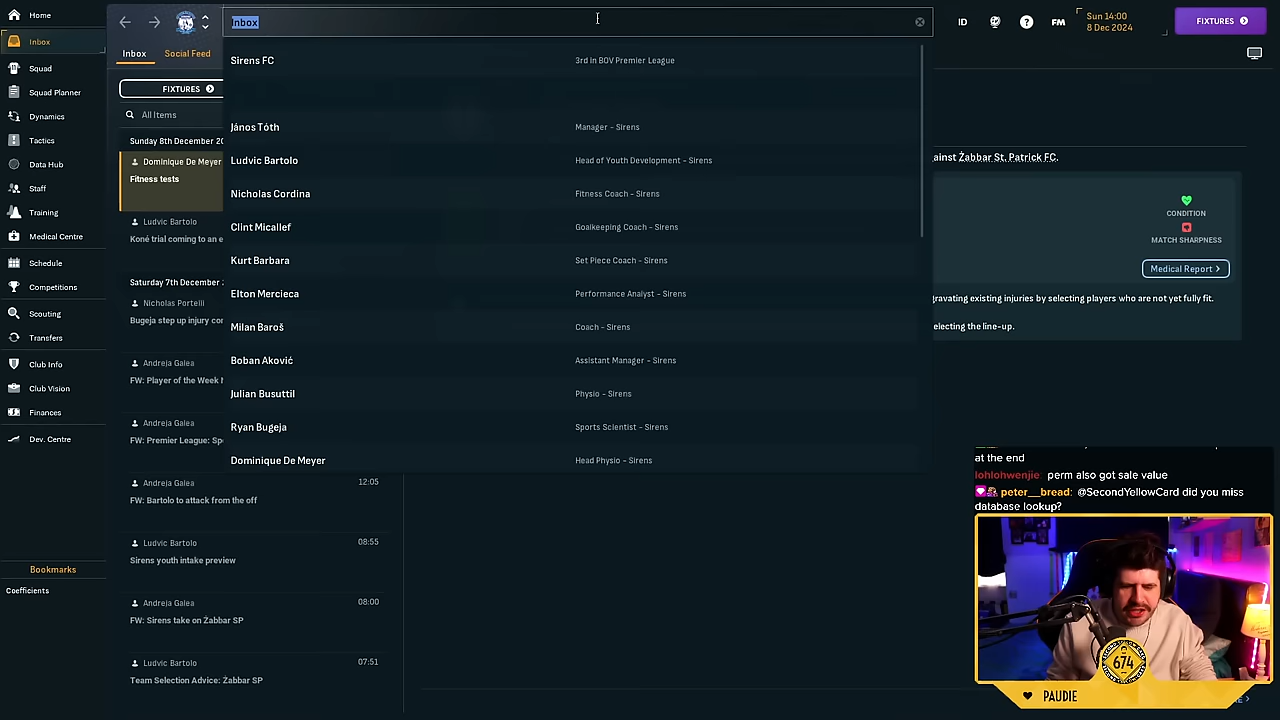 Home
Inbox
Squad
Squad Planner
Dynamics
Tactics
Data Hub
Staff
Training
Medical Centre
Schedule
Competitions
Scouting
Transfers
Club Info
Club Vision
Finances
Dev. Centre
Bookmarks
Coefficients
Inbox
ID
?
FM
Sun 14:00
8 Dec 2024
FIXTURES
Inbox Social Feed
FIXTURES
All Items
Sunday 8th December 20
Dominique De Meyer
Fitness tests
Ludvic Bartolo
Koné trial coming to an e
Saturday 7th December
Nicholas Portelli
Bugeja step up injury co
Andreja Galea
FW: Player of the Week
Andreja Galea
FW: Premier League: Sp
Andreja Galea 12:05
FW: Bartolo to attack from the off
Ludvic Bartolo 08:55
Sirens youth intake preview
Andreja Galea 08:00
FW: Sirens take on Żabbar SP
Ludvic Bartolo 07:51
Team Selection Advice: Żabbar SP
Sirens FC 3rd in BOV Premier League
János Tóth Manager - Sirens
Ludvic Bartolo Head of Youth Development - Sirens
Nicholas Cordina Fitness Coach - Sirens
Clint Micallef Goalkeeping Coach - Sirens
Kurt Barbara Set Piece Coach - Sirens
Elton Mercieca Performance Analyst - Sirens
Milan Baroš Coach - Sirens
Boban Aković Assistant Manager - Sirens
Julian Busuttil Physio - Sirens
Ryan Bugeja Sports Scientist - Sirens
Dominique De Meyer Head Physio - Sirens
ainst Żabbar St. Patrick FC.
CONDITION
MATCH SHARPNESS
Medical Report
gravating existing injuries by selecting players who are not yet fully fit.
electing the line-up.
at the end
lohlohwenjie: perm also got sale value
peter__bread: @SecondYellowCard did you miss
database lookup?
674
PAUDIE